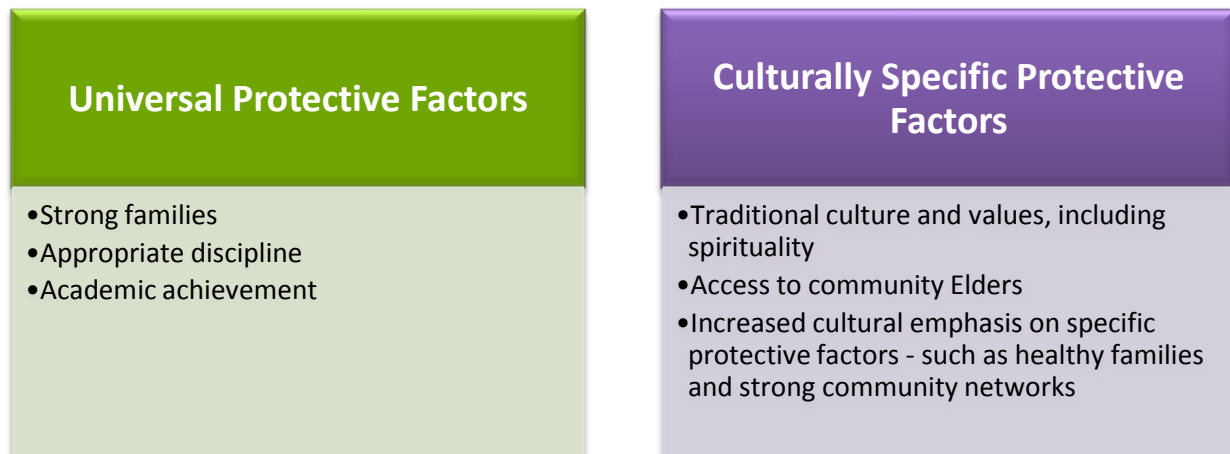 Universal Protective Factors
•Strong families
•Appropriate discipline
•Academic achievement
Culturally Specific Protective
Factors
•Traditional culture and values, including
spirituality
•Access to community Elders
•Increased cultural emphasis on specific
protective factors - such as healthy families
and strong community networks